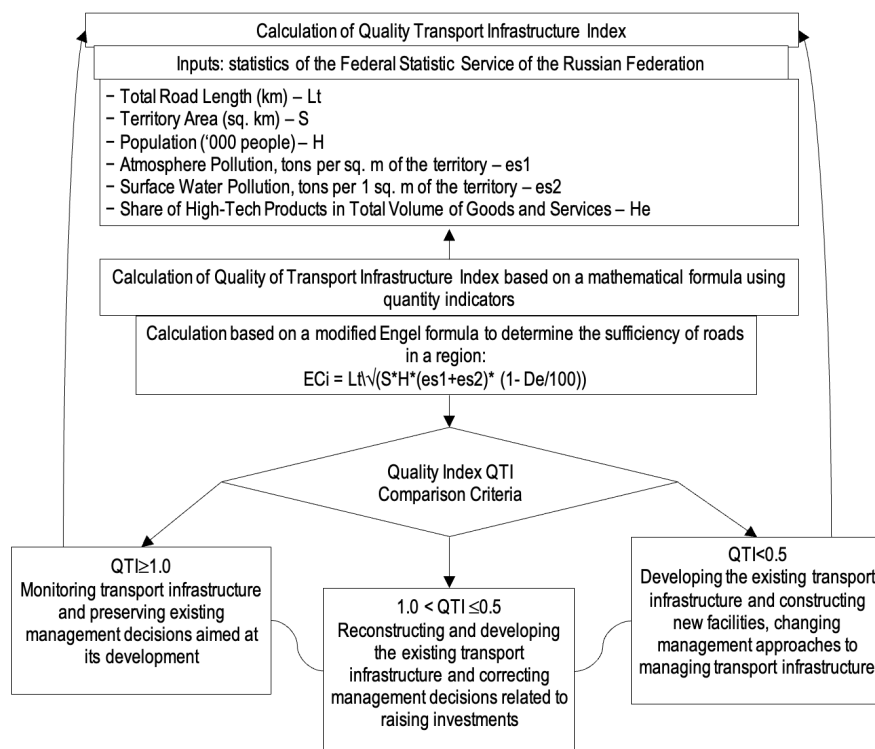 Calculation of Quality Transport Infrastructure Index
Inputs: statistics of the Federal Statistic Service of the Russian Federation
− Total Road Length (km) – Lt
− Territory Area (sq. km) – S
− Population (‘000 people) – H
− Atmosphere Pollution, tons per sq. m of the territory – es1
− Surface Water Pollution, tons per 1 sq. m of the territory – es2
− Share of High-Tech Products in Total Volume of Goods and Services – He
Calculation of Quality of Transport Infrastructure Index based on a mathematical formula using
quantity indicators
Calculation based on a modified Engel formula to determine the sufficiency of roads
in a region:
ECi = Lt\√(S*H*(es1+es2)* (1- De/100))
Quality Index QTI
Comparison Criteria
QTI≥1.0
Monitoring transport infrastructure
and preserving existing
management decisions aimed at
its development
1.0 < QTI ≤0.5
Reconstructing and developing
the existing transport
infrastructure and correcting
management decisions related to
raising investments
QTI<0.5
Developing the existing transport
infrastructure and constructing
new facilities, changing
management approaches to
managing transport infrastructure